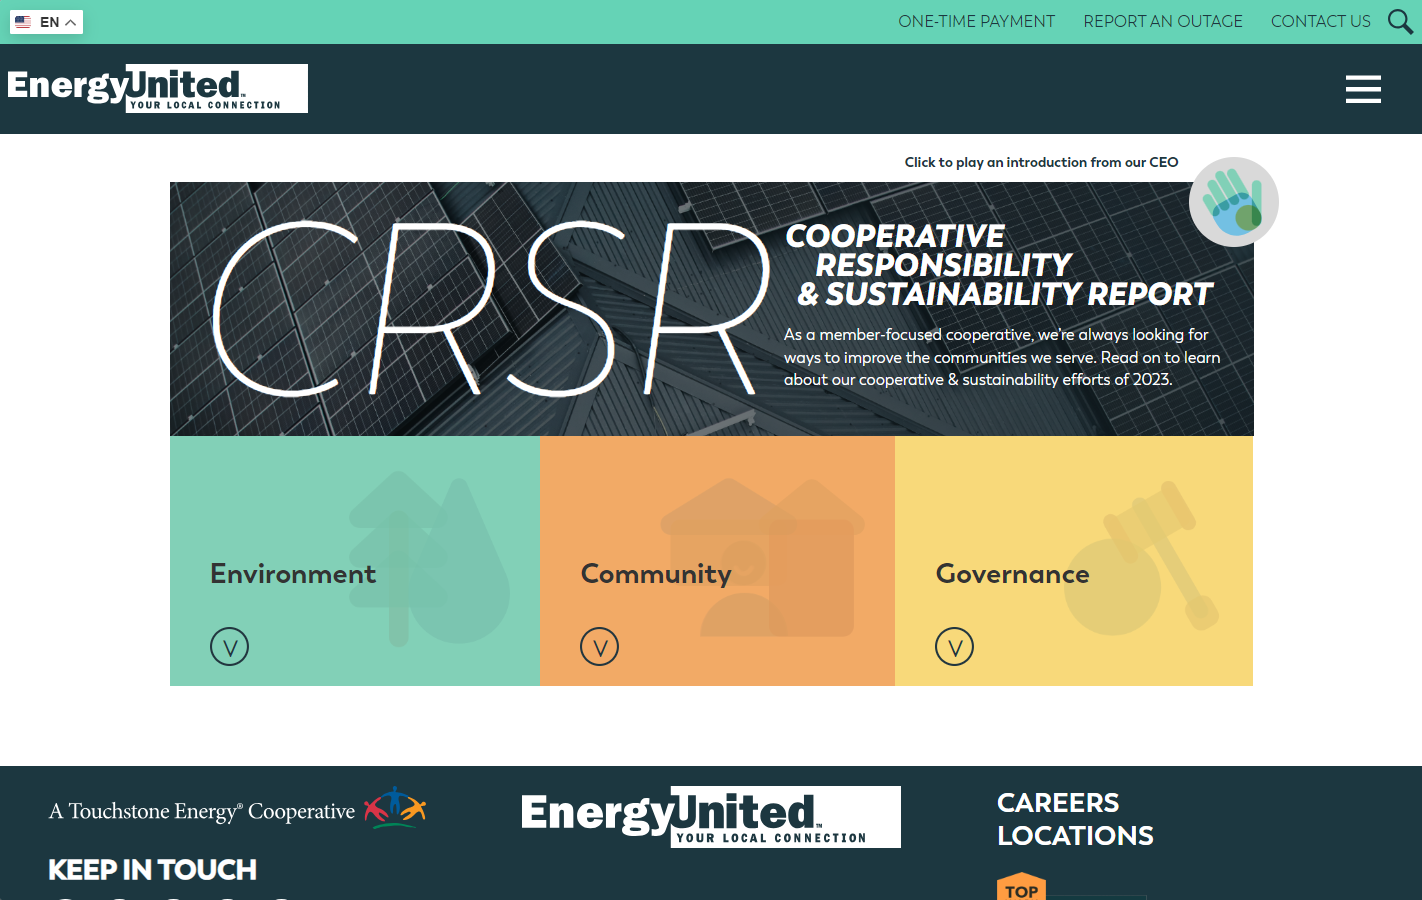 EN
ONE-TIME PAYMENT
REPORT AN OUTAGE
CONTACT US
EnergyUnited™
YOUR LOCAL CONNECTION
Click to play an introduction from our CEO
CRSR
COOPERATIVE
RESPONSIBILITY
& SUSTAINABILITY REPORT
As a member-focused cooperative, we're always looking for
ways to improve the communities we serve. Read on to learn
about our cooperative & sustainability efforts of 2023.
Environment
Community
Governance
V
V
V
A Touchstone Energy® Cooperative
EnergyUnited™
YOUR LOCAL CONNECTION
CAREERS
LOCATIONS
KEEP IN TOUCH
TOP